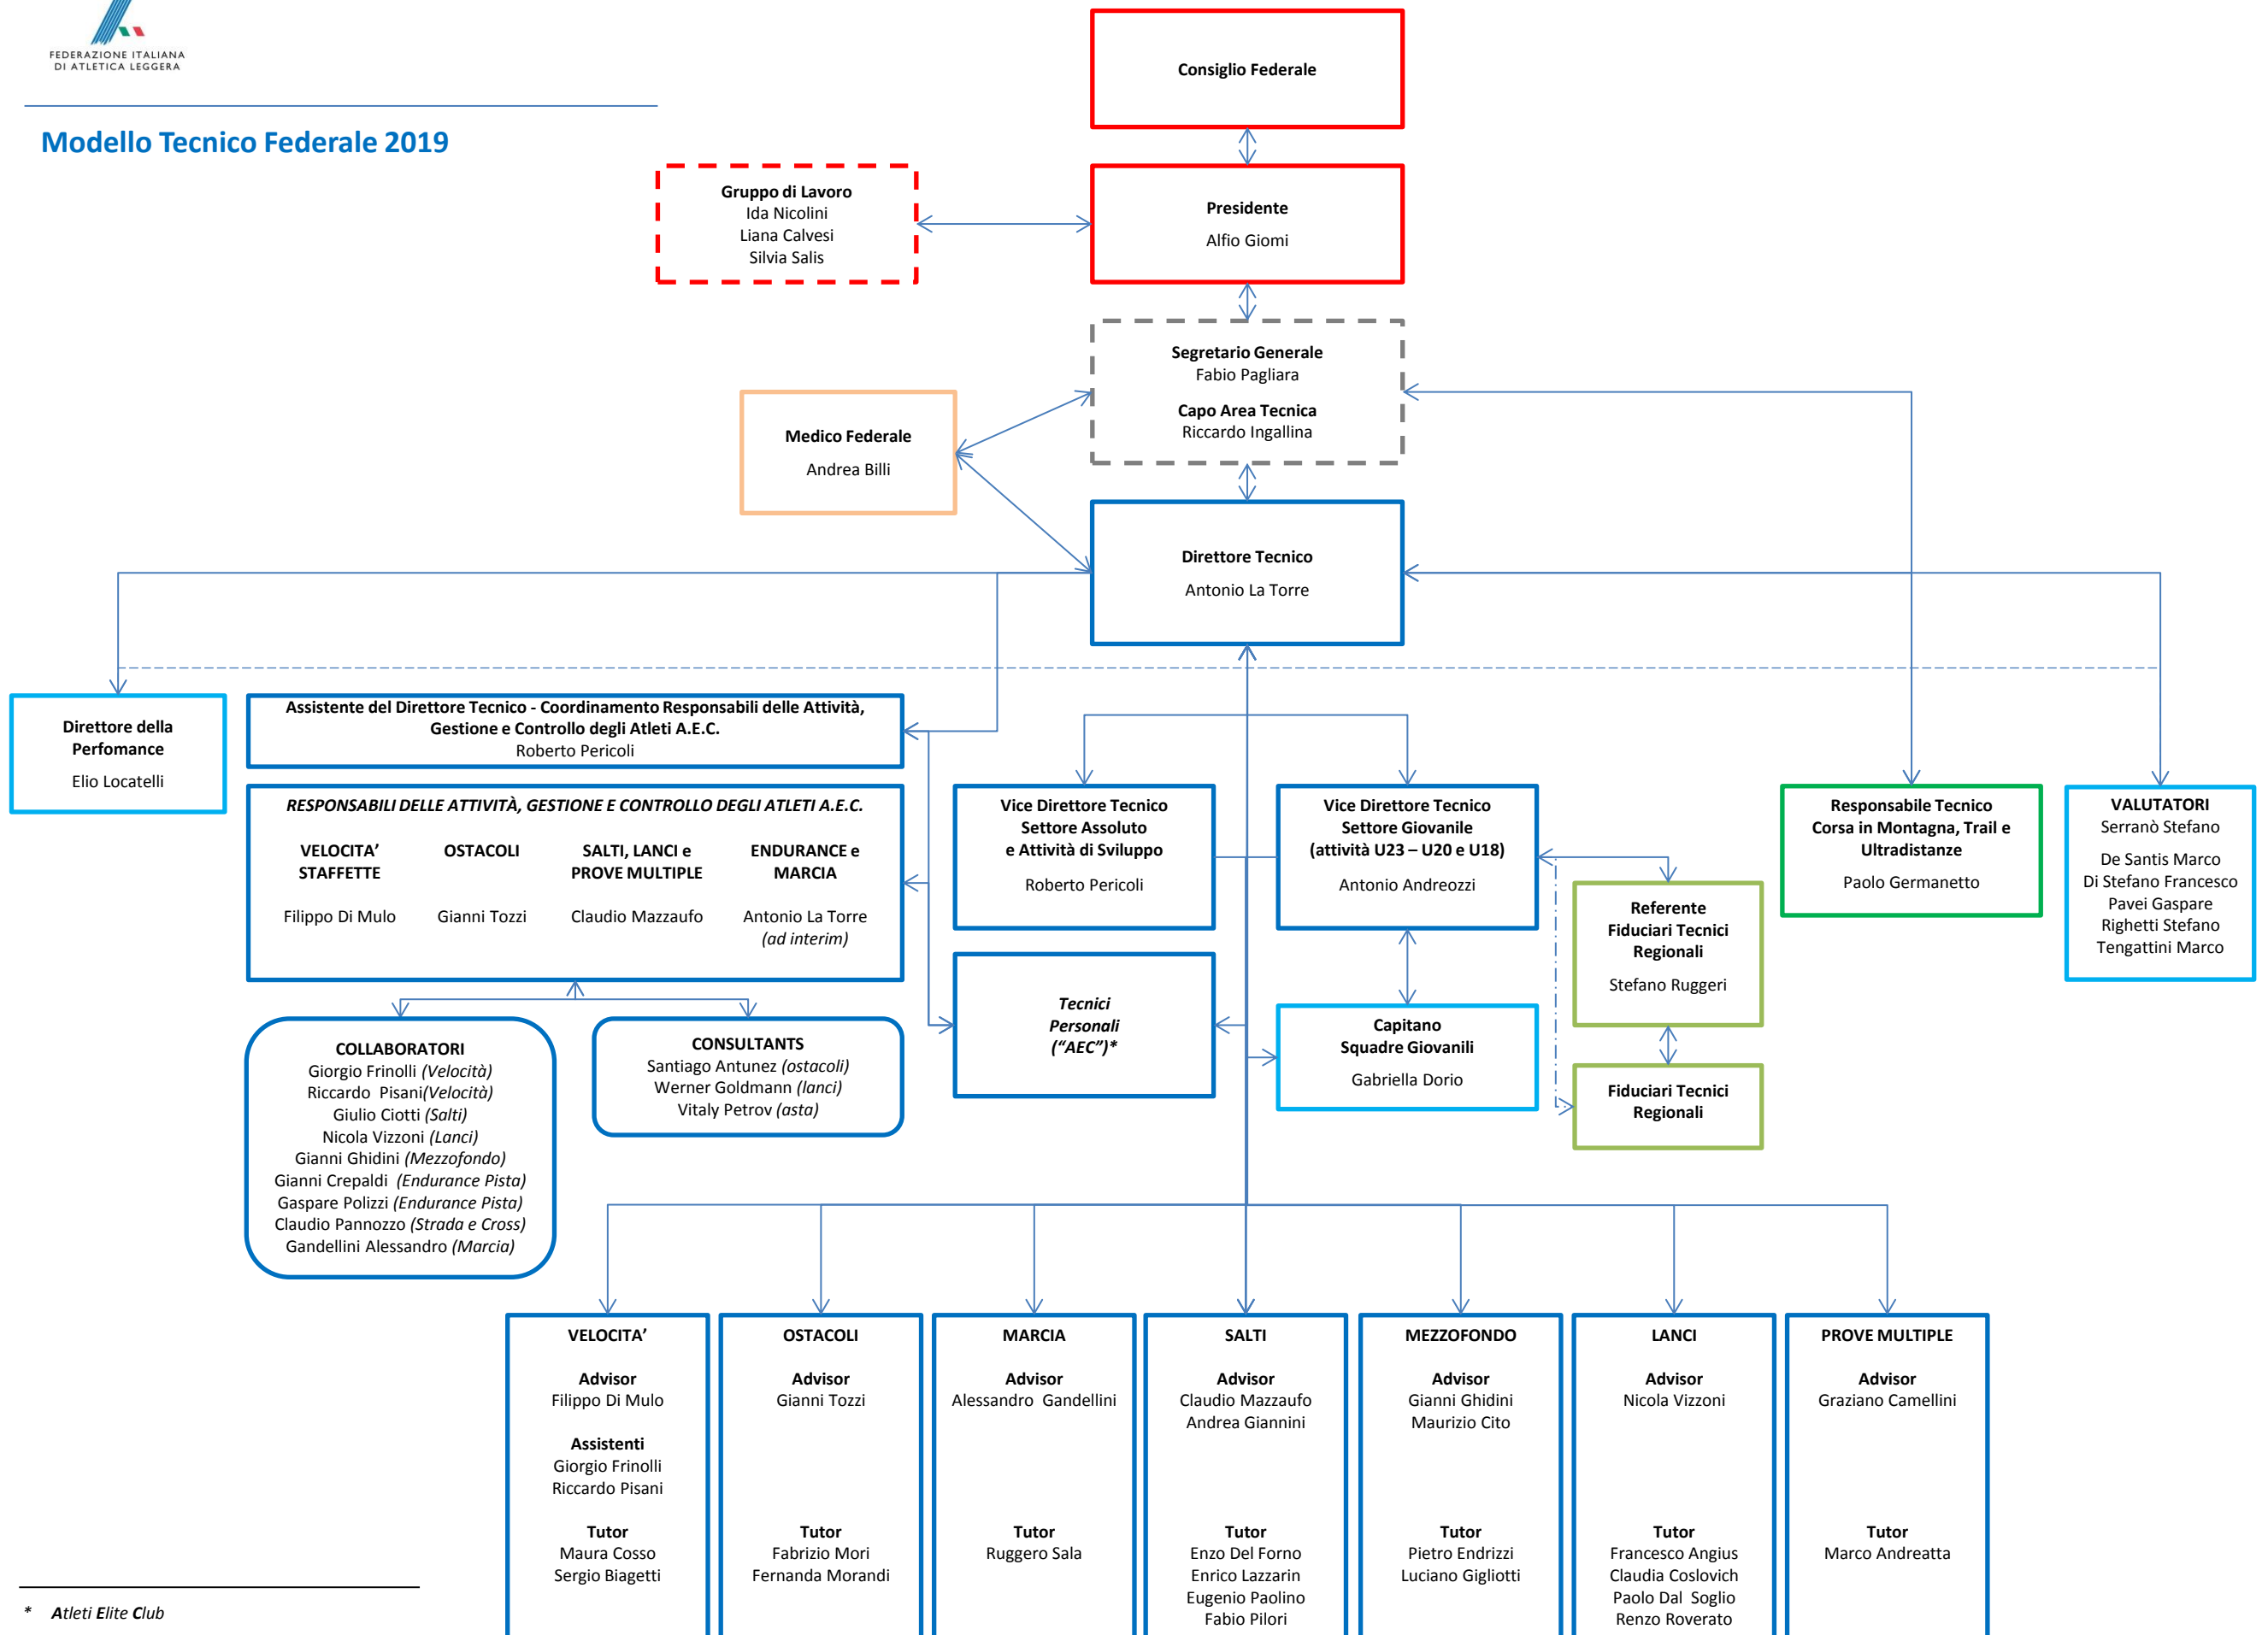 FEDERAZIONE ITALIANA
DI ATLETICA LEGGERA
Modello Tecnico Federale 2019
Consiglio Federale
Gruppo di Lavoro
Ida Nicolini
Liana Calvesi
Silvia Salis
Presidente
Alfio Giomi
Segretario Generale
Fabio Pagliara
Capo Area Tecnica
Riccardo Ingallina
Medico Federale
Andrea Billi
Direttore Tecnico
Antonio La Torre
Direttore della
Perfomance
Elio Locatelli
Assistente del Direttore Tecnico - Coordinamento Responsabili delle Attività,
Gestione e Controllo degli Atleti A.E.C.
Roberto Pericoli
RESPONSABILI DELLE ATTIVITÀ, GESTIONE E CONTROLLO DEGLI ATLETI A.E.C.
VELOCITA’
STAFFETTE
Filippo Di Mulo
OSTACOLI
Gianni Tozzi
SALTI, LANCI e
PROVE MULTIPLE
Claudio Mazzaufo
ENDURANCE e
MARCIA
Antonio La Torre
(ad interim)
Vice Direttore Tecnico
Settore Assoluto
e Attività di Sviluppo
Roberto Pericoli
Vice Direttore Tecnico
Settore Giovanile
(attività U23 – U20 e U18)
Antonio Andreozzi
Responsabile Tecnico
Corsa in Montagna, Trail e
Ultradistanze
Paolo Germanetto
VALUTATORI
Serranò Stefano
De Santis Marco
Di Stefano Francesco
Pavei Gaspare
Righetti Stefano
Tengattini Marco
Referente
Fiduciari Tecnici
Regionali
Stefano Ruggeri
Tecnici
Personali
(“AEC”)*
Capitano
Squadre Giovanili
Gabriella Dorio
Fiduciari Tecnici
Regionali
COLLABORATORI
Giorgio Frinolli (Velocità)
Riccardo Pisani(Velocità)
Giulio Ciotti (Salti)
Nicola Vizzoni (Lanci)
Gianni Ghidini (Mezzofondo)
Gianni Crepaldi (Endurance Pista)
Gaspare Polizzi (Endurance Pista)
Claudio Pannozzo (Strada e Cross)
Gandellini Alessandro (Marcia)
CONSULTANTS
Santiago Antunez (ostacoli)
Werner Goldmann (lanci)
Vitaly Petrov (asta)
VELOCITA’
Advisor
Filippo Di Mulo
Assistenti
Giorgio Frinolli
Riccardo Pisani
Tutor
Maura Cosso
Sergio Biagetti
OSTACOLI
Advisor
Gianni Tozzi
Tutor
Fabrizio Mori
Fernanda Morandi
MARCIA
Advisor
Alessandro Gandellini
Tutor
Ruggero Sala
SALTI
Advisor
Claudio Mazzaufo
Andrea Giannini
Tutor
Enzo Del Forno
Enrico Lazzarin
Eugenio Paolino
Fabio Pilori
MEZZOFONDO
Advisor
Gianni Ghidini
Maurizio Cito
Tutor
Pietro Endrizzi
Luciano Gigliotti
LANCI
Advisor
Nicola Vizzoni
Tutor
Francesco Angius
Claudia Coslovich
Paolo Dal Soglio
Renzo Roverato
PROVE MULTIPLE
Advisor
Graziano Camellini
Tutor
Marco Andreatta
* Atleti Elite Club